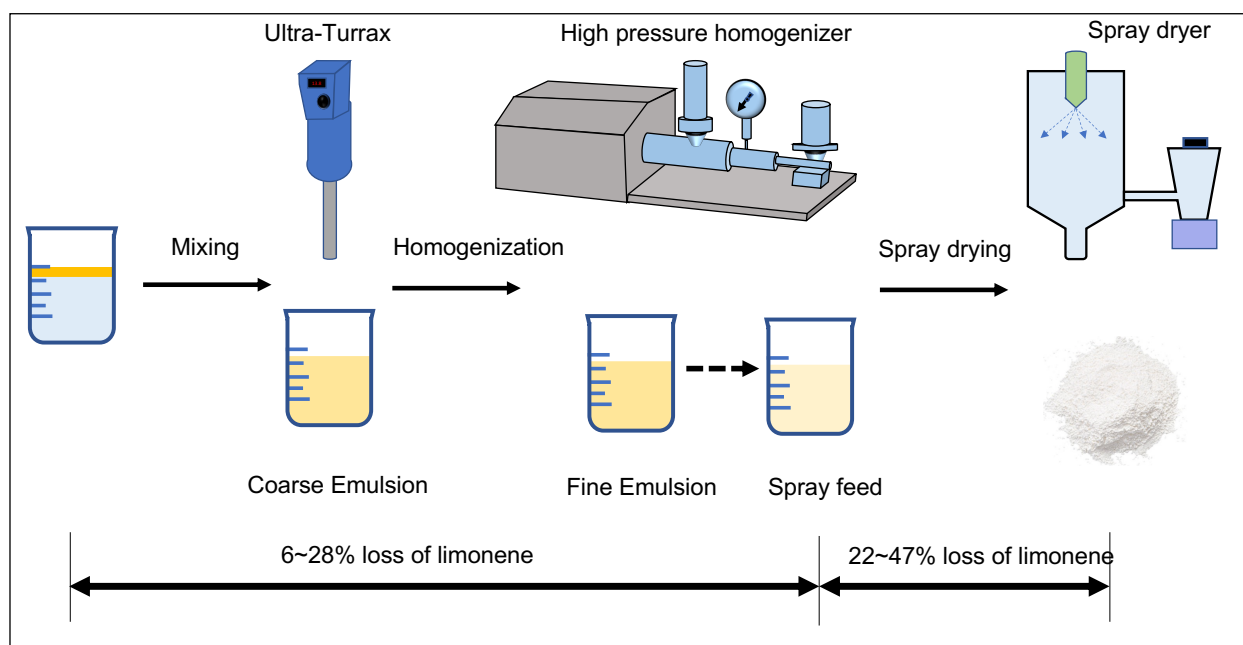 Ultra-Turrax
High pressure homogenizer
Spray dryer
Mixing
Homogenization
Spray drying
Coarse Emulsion
Fine Emulsion
Spray feed
6~28% loss of limonene
22~47% loss of limonene